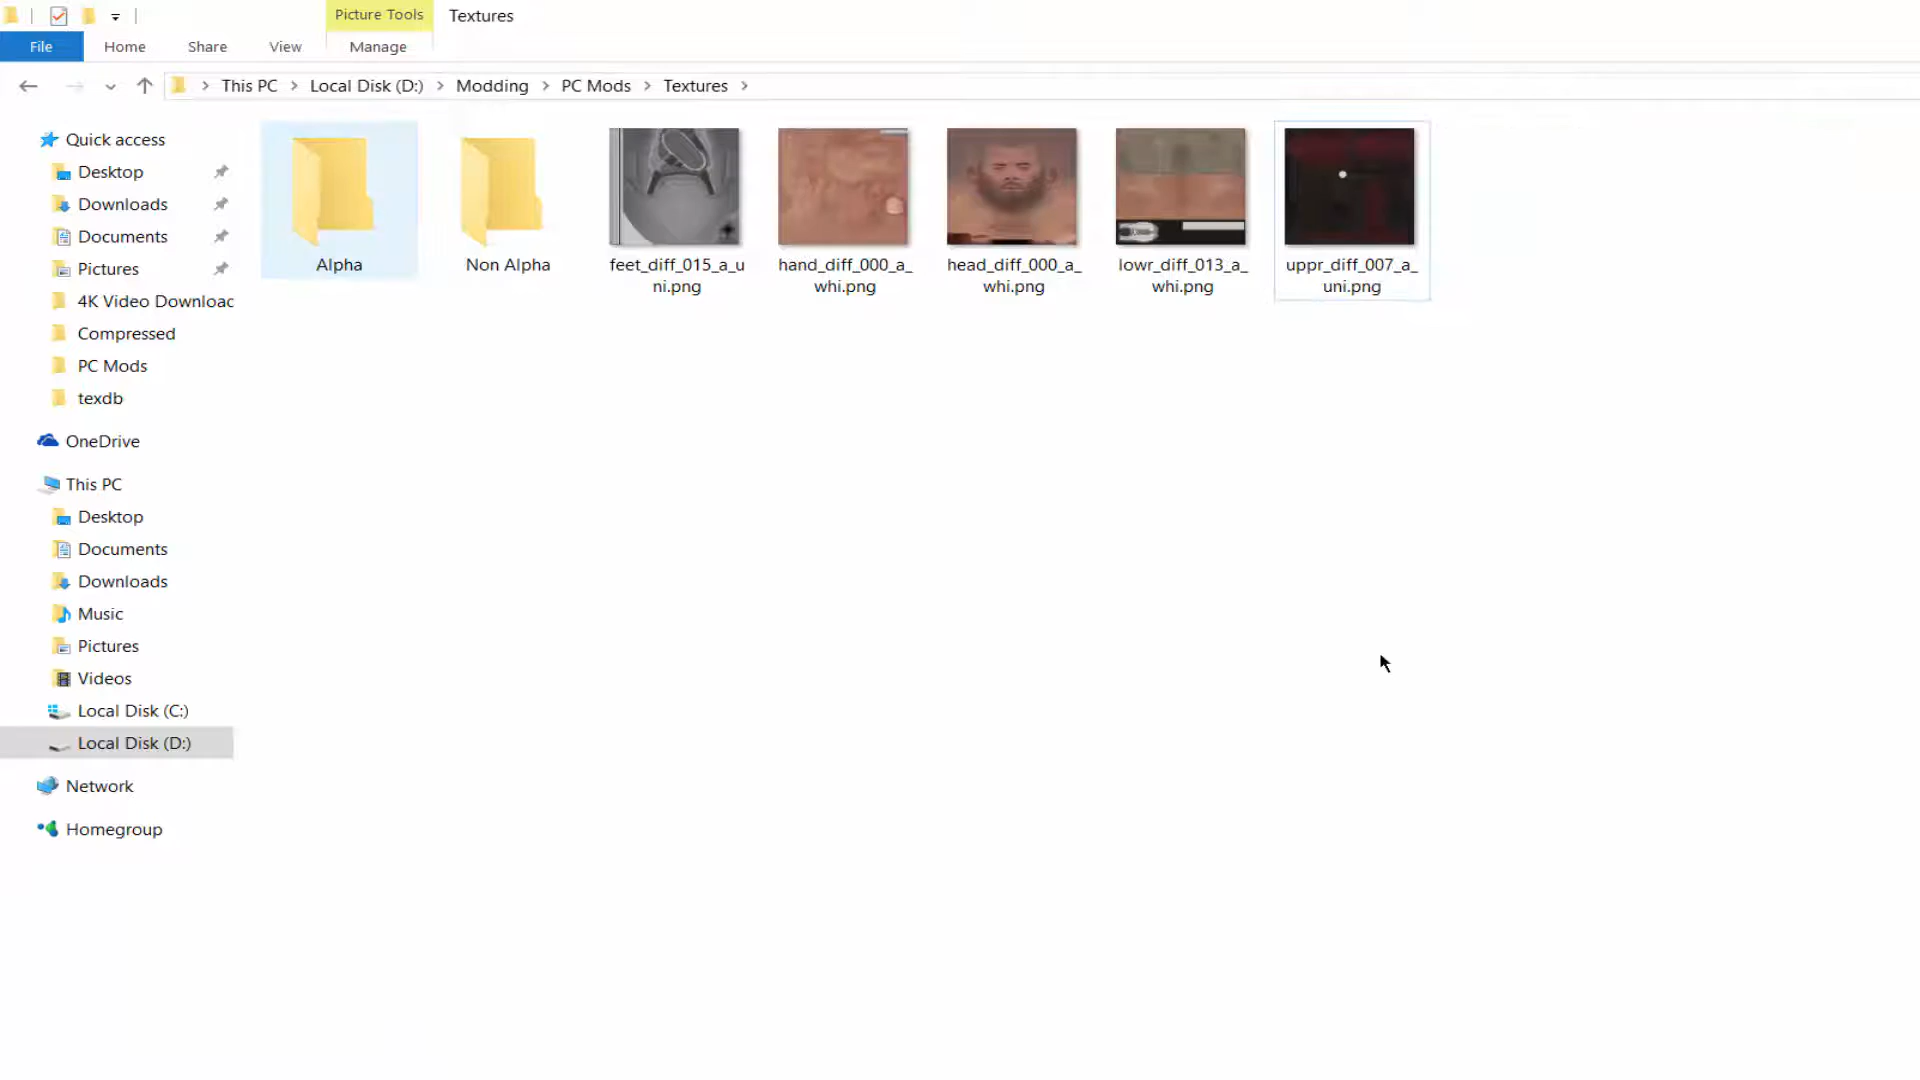 Picture Tools
Textures
File
Home
Share
View
Manage
This PC
Local Disk (D:)
Modding
PC Mods
Textures
Quick access
Desktop
Downloads
Documents
Pictures
4K Video Downloac
Compressed
PC Mods
texdb
OneDrive
This PC
Desktop
Documents
Downloads
Music
Pictures
Videos
Local Disk (C:)
Local Disk (D:)
Network
Homegroup
Alpha
Non Alpha
feet_diff_015_a_u
ni.png
hand_diff_000_a_
whi.png
head_diff_000_a_
whi.png
lowr_diff_013_a_
whi.png
uppr_diff_007_a_
uni.png